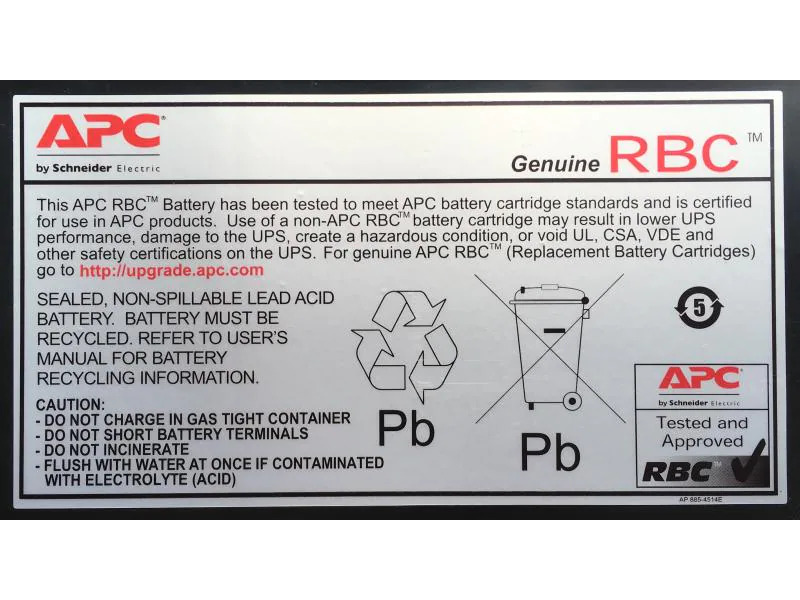 APC®
by Schneider Electric
Genuine RBC™
This APC RBC™ Battery has been tested to meet APC battery cartridge standards and is certified
for use in APC products. Use of a non-APC RBC™ battery cartridge may result in lower UPS
performance, damage to the UPS, create a hazardous condition, or void UL, CSA, VDE and
other safety certifications on the UPS. For genuine APC RBC™ (Replacement Battery Cartridges)
go to http://upgrade.apc.com
SEALED, NON-SPILLABLE LEAD ACID
BATTERY. BATTERY MUST BE
RECYCLED. REFER TO USER'S
MANUAL FOR BATTERY
RECYCLING INFORMATION.
CAUTION:
- DO NOT CHARGE IN GAS TIGHT CONTAINER
- DO NOT SHORT BATTERY TERMINALS
- DO NOT INCINERATE
- FLUSH WITH WATER AT ONCE IF CONTAMINATED
WITH ELECTROLYTE (ACID)
Pb
Pb
5
APC®
by Schneider Electric
Tested and
Approved
RBC™
AP 885-4514E